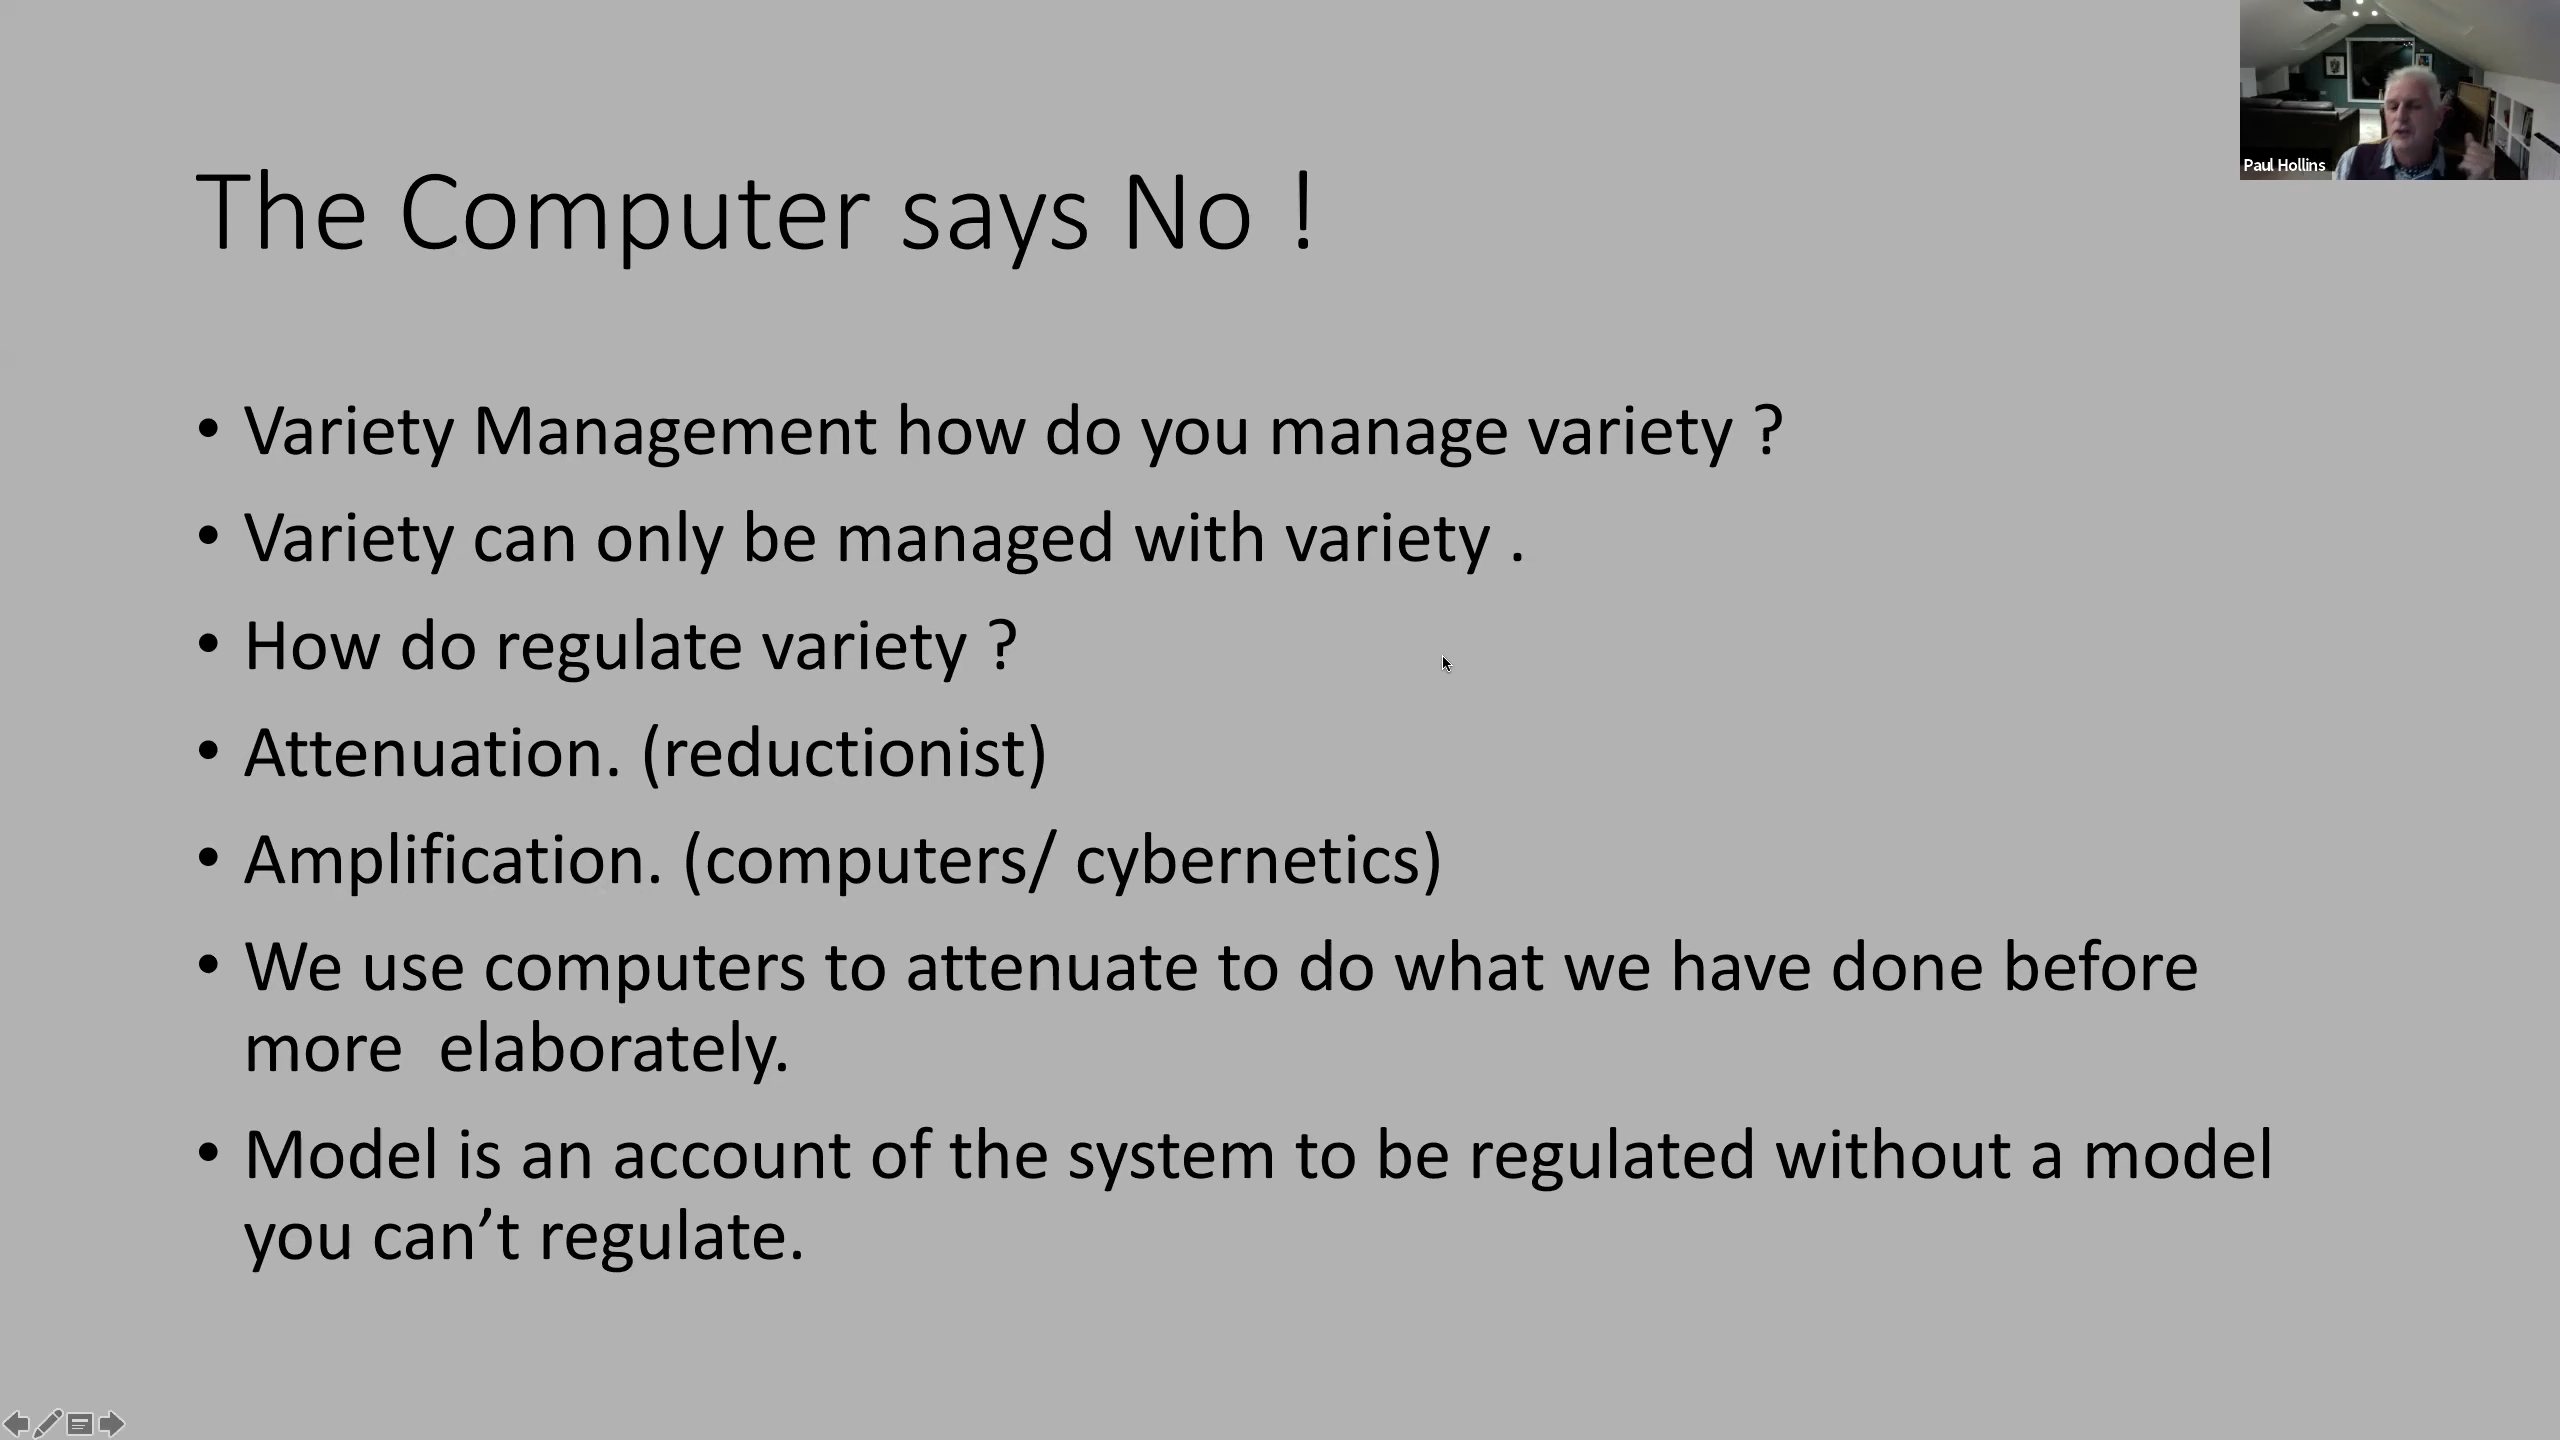 Paul Hollins
The Computer says No !
• Variety Management how do you manage variety ?
• Variety can only be managed with variety .
• How do regulate variety ?
• Attenuation. (reductionist)
• Amplification. (computers/ cybernetics)
• We use computers to attenuate to do what we have done before
more  elaborately.
• Model is an account of the system to be regulated without a model
you can’t regulate.